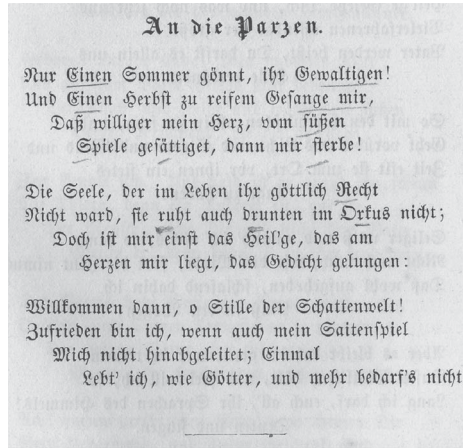 An die Parzen.
Nur Einen Sommer gönnt, ihr Gewaltigen!
Und Einen Herbst zu reifem Gesange mir,
Daß williger mein Herz, vom süßen
Spiele gesättiget, dann mir sterbe!
Die Seele, der im Leben ihr göttlich Recht
Nicht ward, sie ruht auch drunten im Orkus nicht;
Doch ist mir einst das Heil'ge, das am
Herzen mir liegt, das Gedicht gelungen:
Willkommen dann, o Stille der Schattenwelt!
Zufrieden bin ich, wenn auch mein Saitenspiel
Mich nicht hinabgeleitet; Einmal
Lebt' ich, wie Götter, und mehr bedarf's nicht